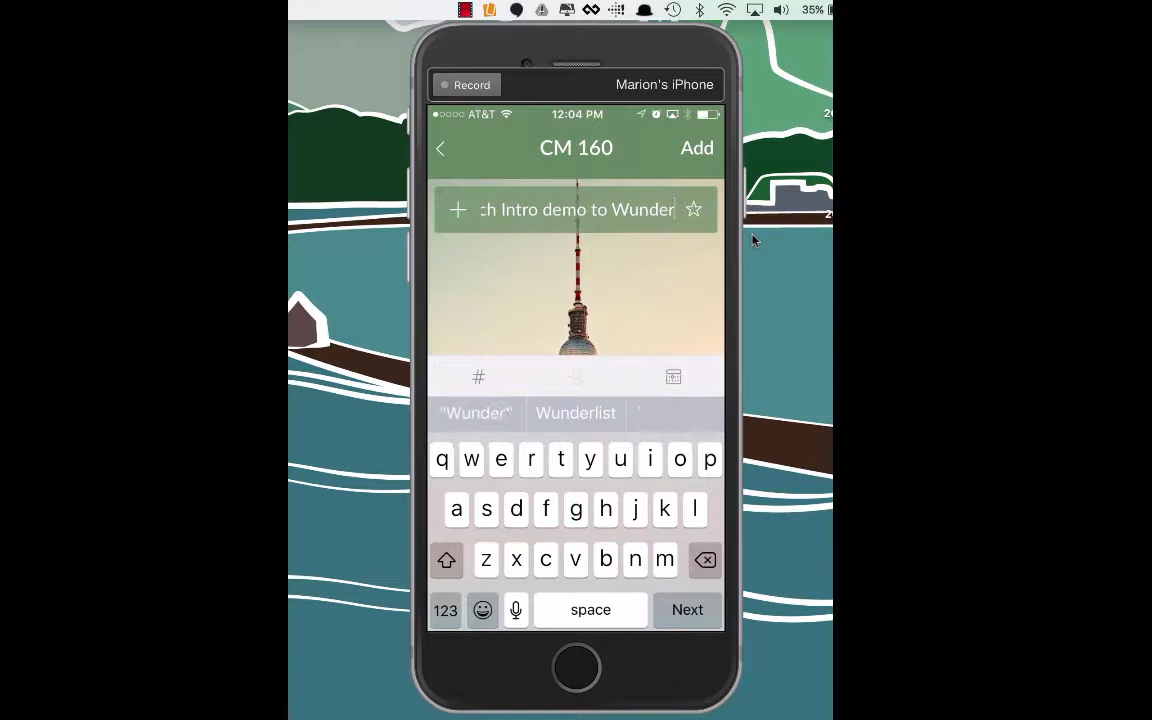 35%
Record
Marion's iPhone
AT&T
12:04 PM
CM 160
Add
ch Intro demo to Wunder
#
"Wunder"
Wunderlist
q w e r t y u i o p
a s d f g h j k l
z x c v b n m
123
space
Next